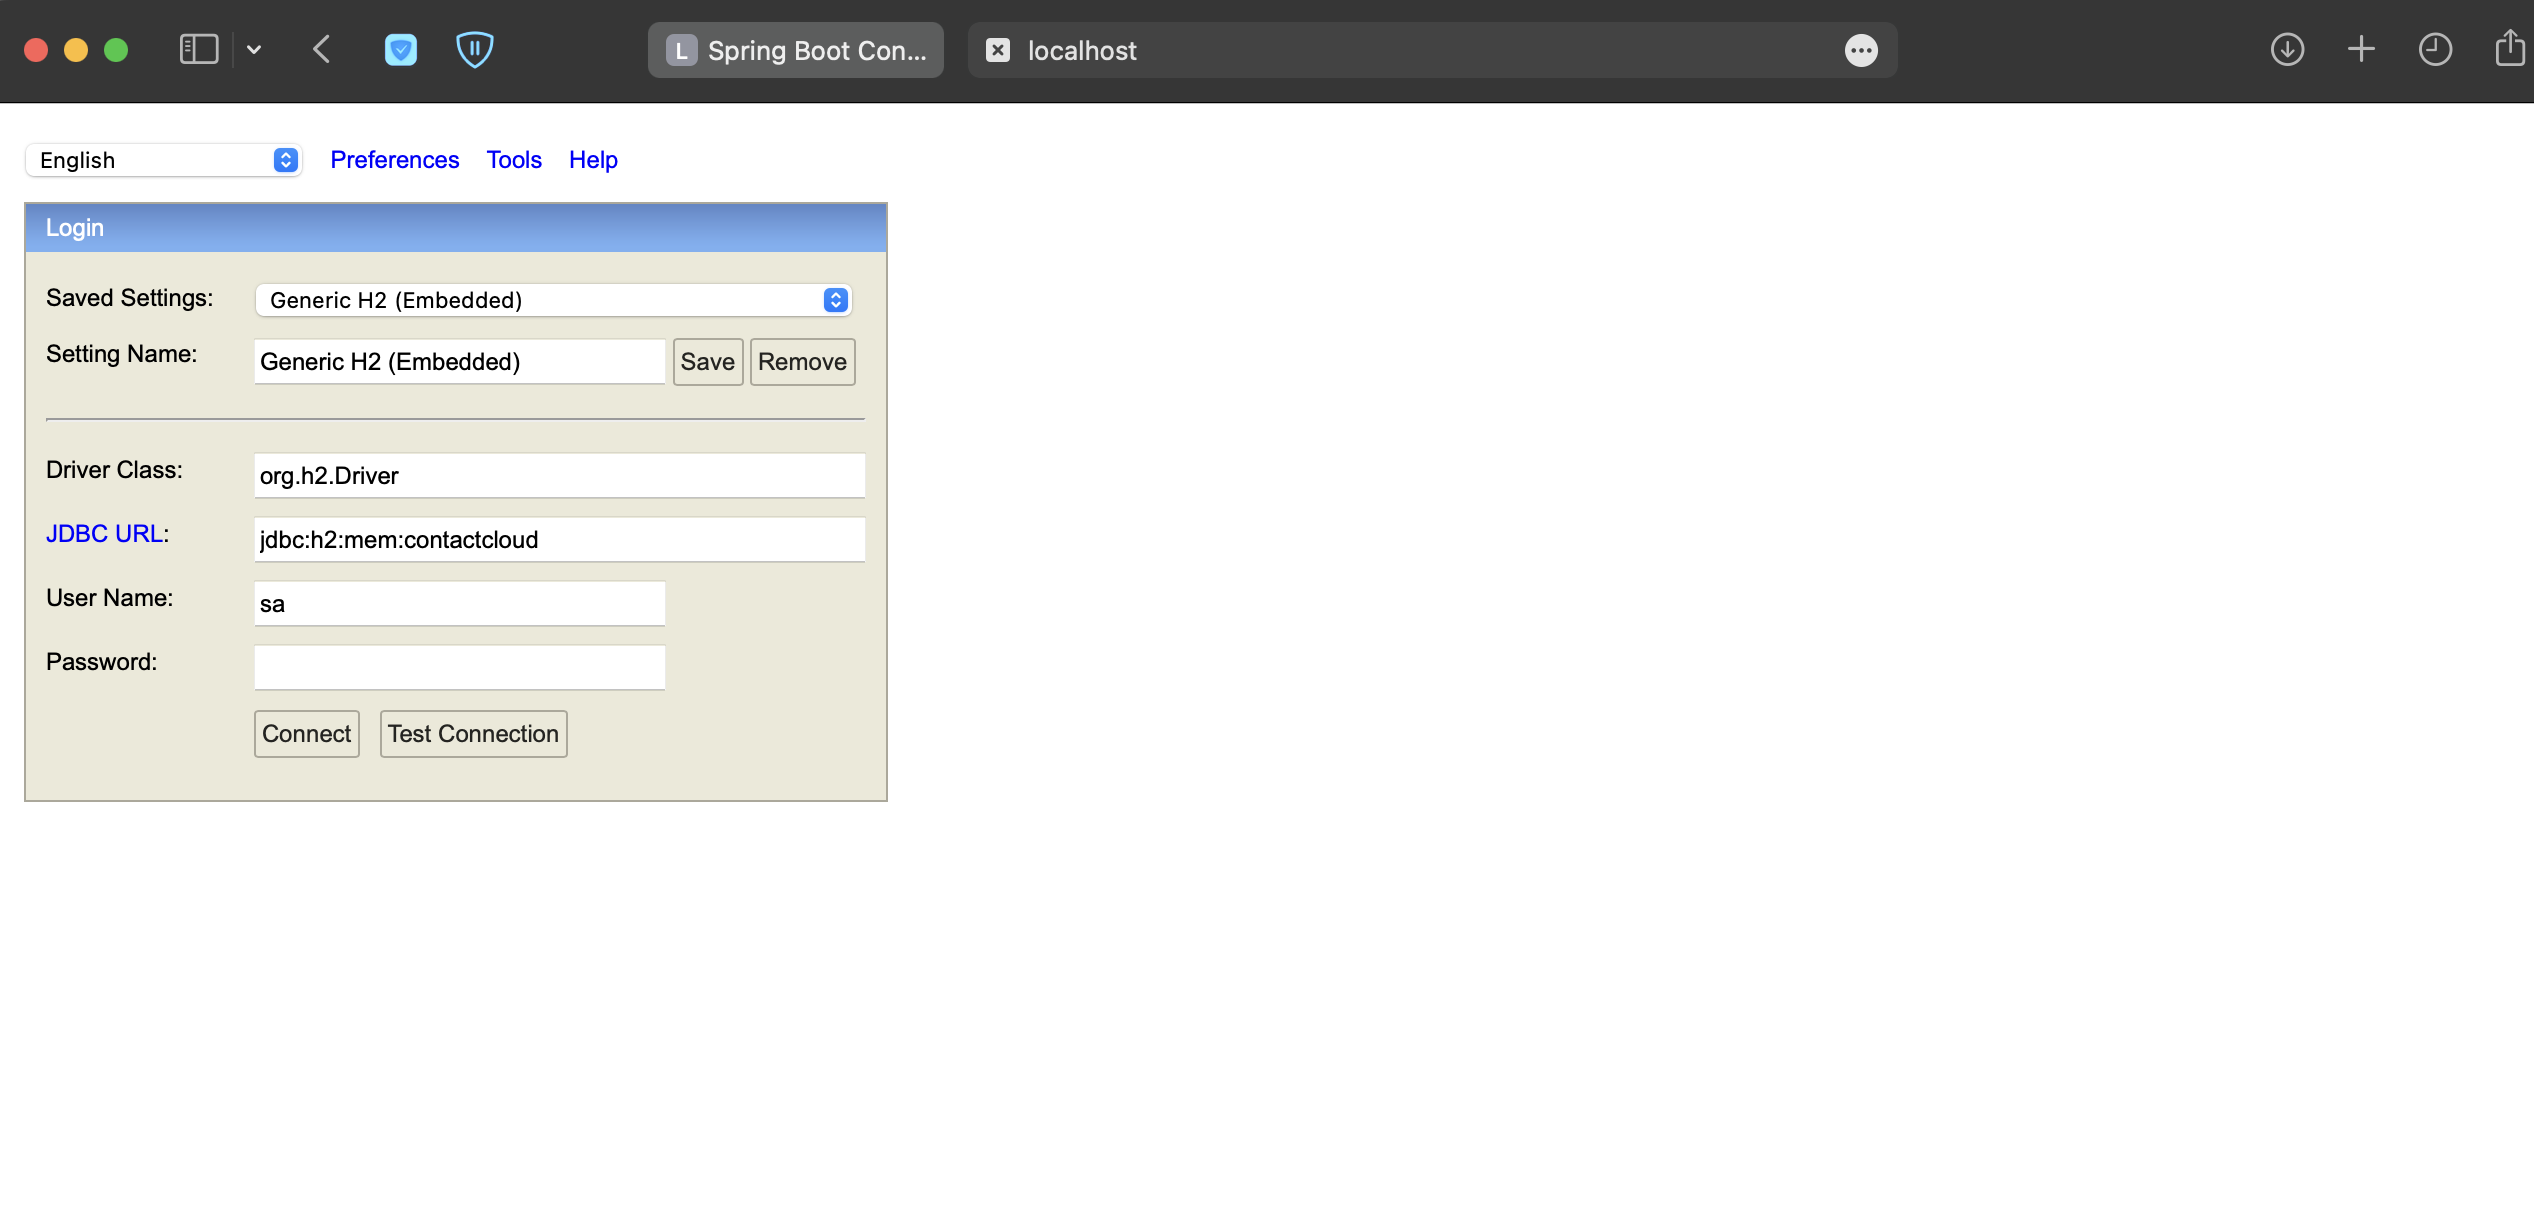 L Spring Boot Con...
localhost
English Preferences Tools Help
Login
Saved Settings: Generic H2 (Embedded)
Setting Name: Generic H2 (Embedded) Save Remove
Driver Class: org.h2.Driver
JDBC URL: jdbc:h2:mem:contactcloud
User Name: sa
Password:
Connect Test Connection